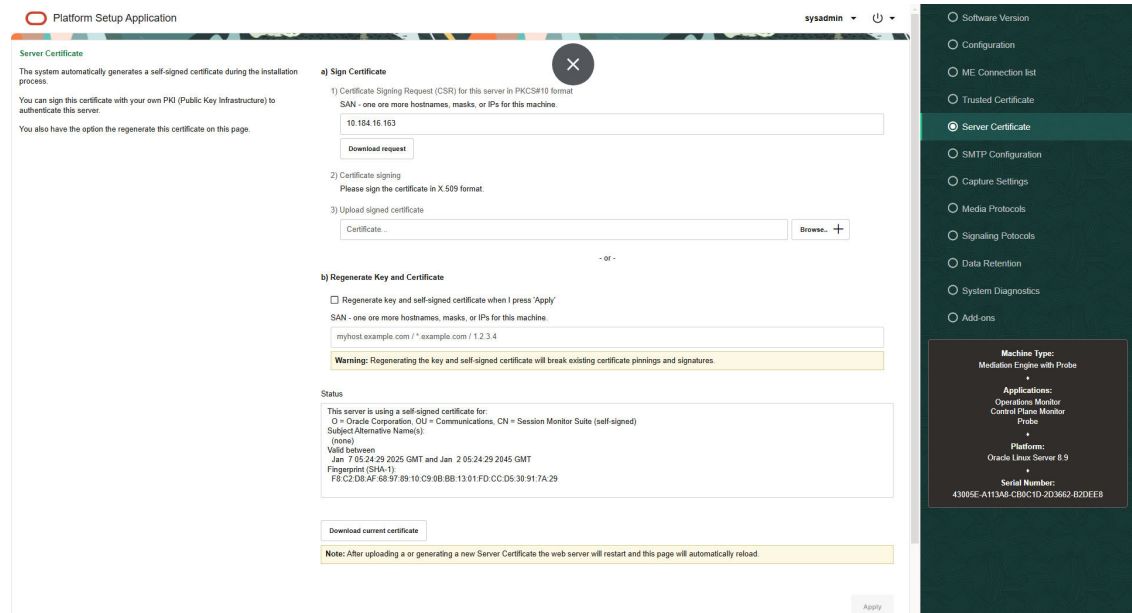 Platform Setup Application
sysadmin
Server Certificate
The system automatically generates a self-signed certificate during the installation
process.
You can sign this certificate with your own PKI (Public Key Infrastructure) to
authenticate this server.
You also have the option the regenerate this certificate on this page.
a) Sign Certificate
1) Certificate Signing Request (CSR) for this server in PKCS#10 format
SAN - one ore more hostnames, masks, or IPs for this machine.
10.184.16.163
Download request
2) Certificate signing
Please sign the certificate in X.509 format.
3) Upload signed certificate
Certificate...
Browse..
- or -
b) Regenerate Key and Certificate
Regenerate key and self-signed certificate when I press 'Apply'
SAN - one ore more hostnames, masks, or IPs for this machine.
myhost.example.com / *.example.com / 1.2.3.4
Warning: Regenerating the key and self-signed certificate will break existing certificate pinnings and signatures.
Status
This server is using a self-signed certificate for:
O = Oracle Corporation, OU = Communications, CN = Session Monitor Suite (self-signed)
Subject Alternative Name(s):
(none)
Valid between
Jan 7 05:24:29 2025 GMT and Jan 2 05:24:29 2045 GMT
Fingerprint (SHA-1):
F8:C2:D8:AF:68:97:89:10:C9:0B:BB:13:01:FD:CC:D5:30:91:7A:29
Download current certificate
Note: After uploading a or generating a new Server Certificate the web server will restart and this page will automatically reload.
Apply
Software Version
Configuration
ME Connection list
Trusted Certificate
Server Certificate
SMTP Configuration
Capture Settings
Media Protocols
Signaling Potocols
Data Retention
System Diagnostics
Add-ons
Machine Type:
Mediation Engine with Probe
Applications:
Operations Monitor
Control Plane Monitor
Probe
Platform:
Oracle Linux Server 8.9
Serial Number:
43005E-A113A8-CB0C1D-2D3662-B2DEE8